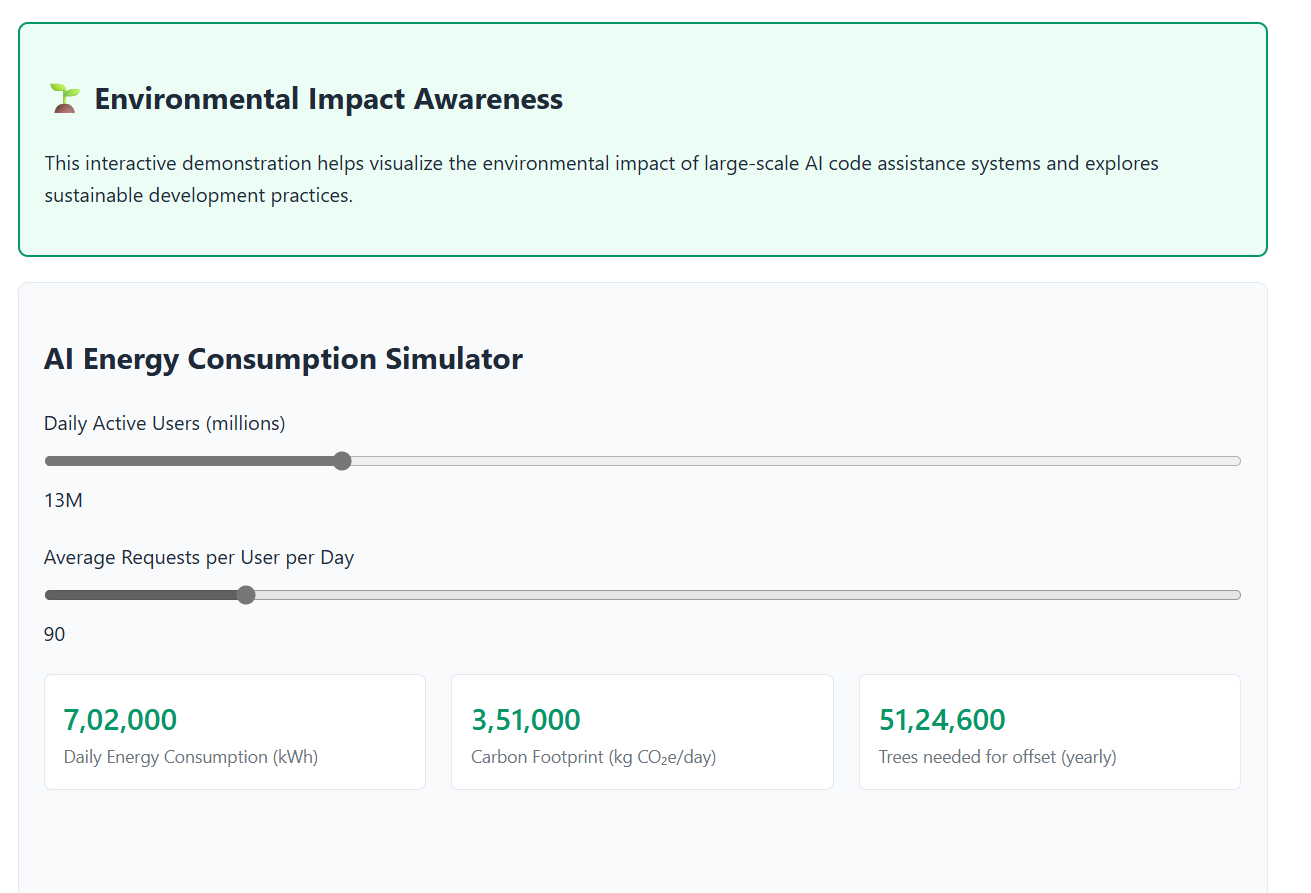 Environmental Impact Awareness
This interactive demonstration helps visualize the environmental impact of large-scale AI code assistance systems and explores
sustainable development practices.
AI Energy Consumption Simulator
Daily Active Users (millions)
13M
Average Requests per User per Day
90
7,02,000
Daily Energy Consumption (kWh)
3,51,000
Carbon Footprint (kg CO₂e/day)
51,24,600
Trees needed for offset (yearly)